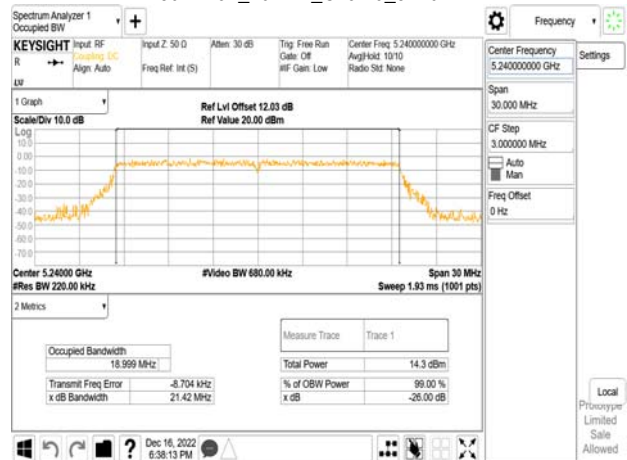 Spectrum Analyzer 1
Occupied BW
Frequency
KEYSIGHT
R
Input: RF
Coupling: DC
Align: Auto
Input Z: 50 Ω
Freq Ref: Int (S)
Atten: 30 dB
Trig: Free Run
Gate: Off
#IF Gain: Low
Center Freq: 5.240000000 GHz
Avg|Hold: 10/10
Radio Std: None
Center Frequency
5.240000000 GHz
Settings
Span
30.000 MHz
CF Step
3.000000 MHz
Auto
Man
Freq Offset
0 Hz
1 Graph
Scale/Div 10.0 dB
Ref Lvl Offset 12.03 dB
Ref Value 20.00 dBm
Log
10.0
0.00
-10.0
-20.0
-30.0
-40.0
-50.0
-60.0
-70.0
Center 5.24000 GHz
#Res BW 220.00 kHz
#Video BW 680.00 kHz
Span 30 MHz
Sweep 1.93 ms (1001 pts)
2 Metrics
Measure Trace
Trace 1
Occupied Bandwidth
18.999 MHz
Total Power
14.3 dBm
Transmit Freq Error
-8.704 kHz
% of OBW Power
99.00 %
x dB Bandwidth
21.42 MHz
x dB
-26.00 dB
Local
Prototype
Limited
Sale
Allowed
?
Dec 16, 2022
6:38:13 PM